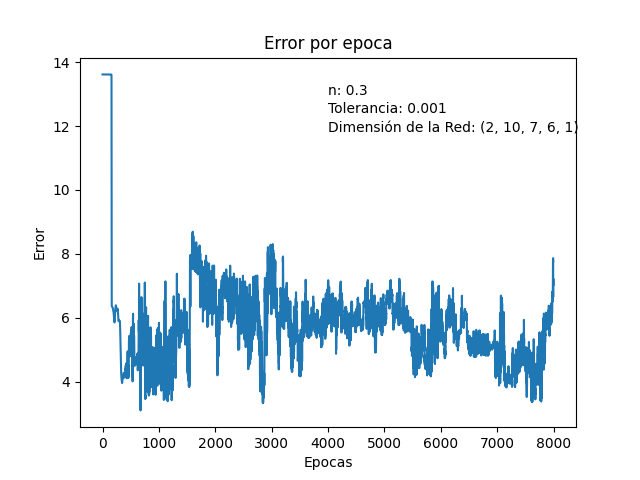 Error por epoca
14
12
10
8
6
4
Error
n: 0.3
Tolerancia: 0.001
Dimensión de la Red: (2, 10, 7, 6, 1)
0 1000 2000 3000 4000 5000 6000 7000 8000
Epocas